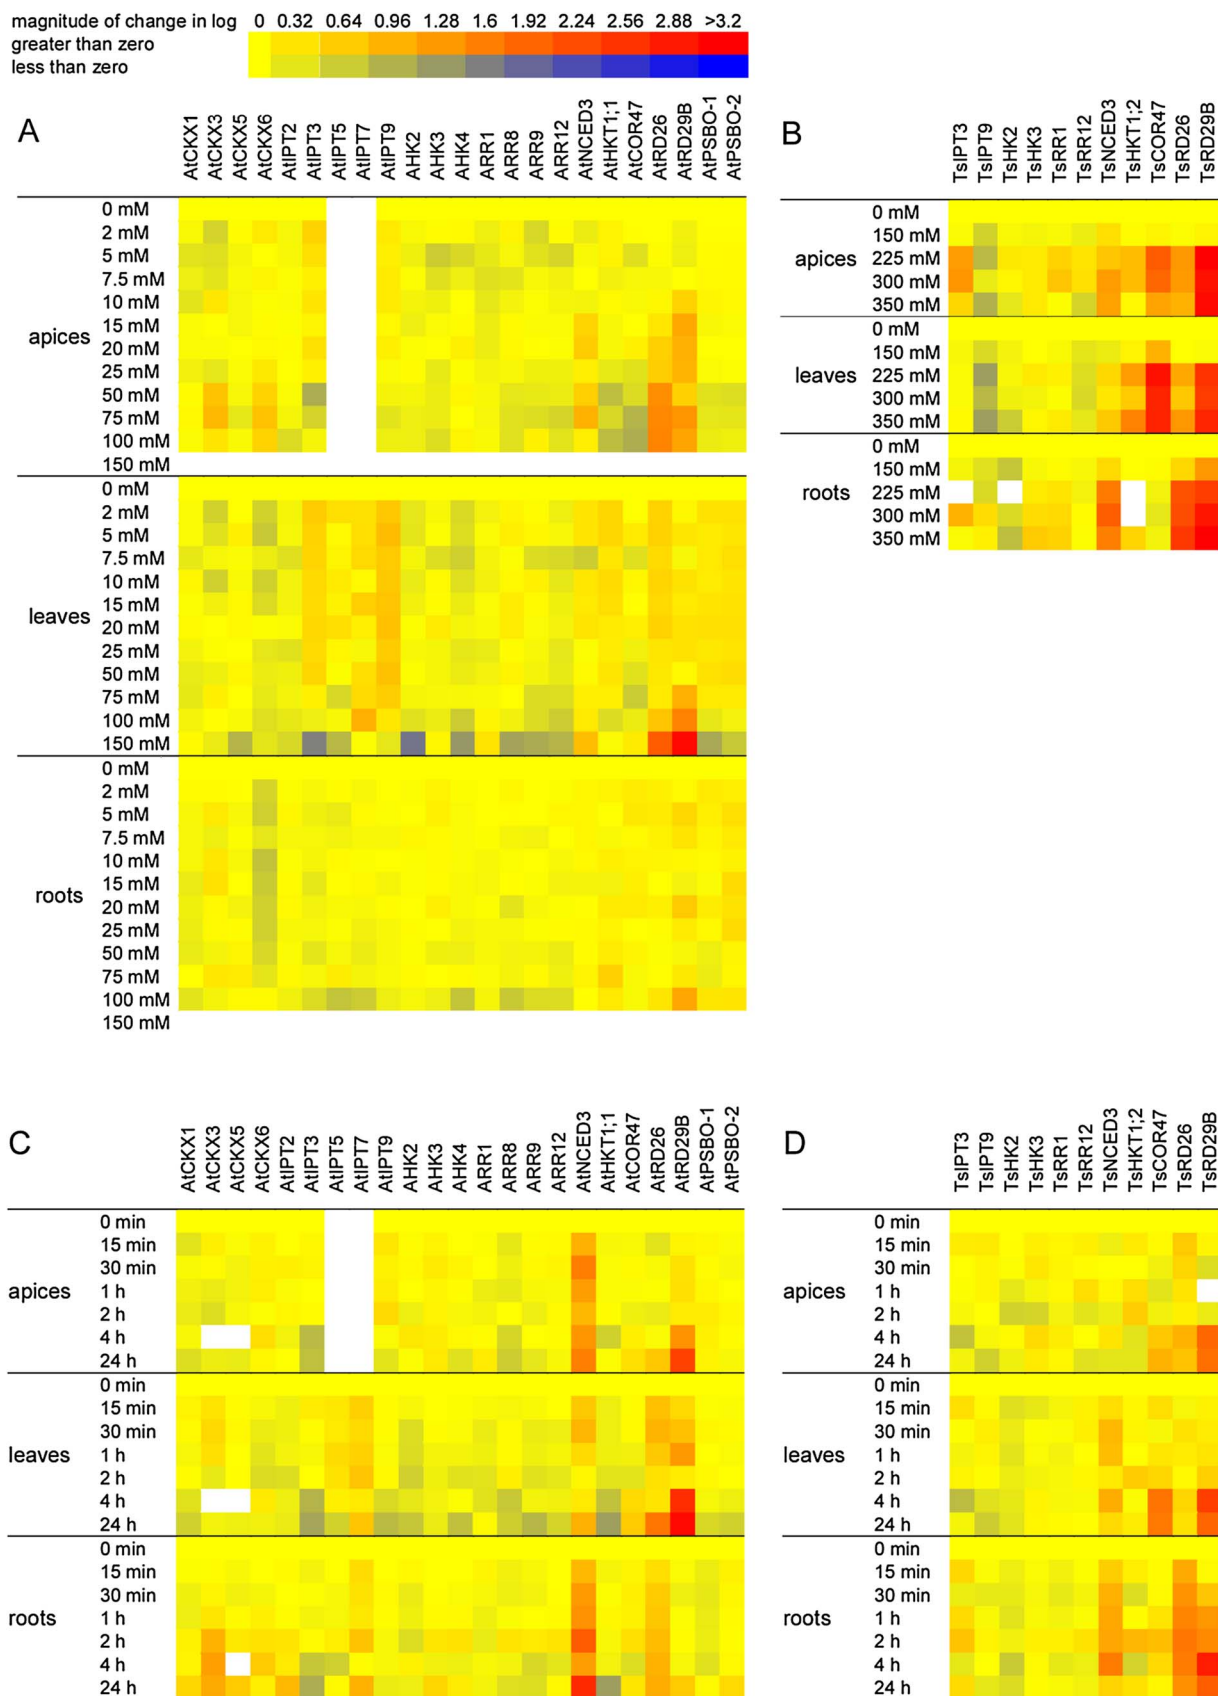 magnitude of change in log 0 0.32 0.64 0.96 1.28 1.6 1.92 2.24 2.56 2.88 >3.2
greater than zero
less than zero
A
AtCKX1 AtCKX3 AtCKX5 AtCKX6 AtIPT2 AtIPT3 AtIPT5 AtIPT7 AtIPT9 AHK2 AHK3 AHK4 ARR1 ARR8 ARR9 ARR12 AtNCED3 AtHKT1;1 AtCOR47 AtRD26 AtRD29B AtPSBO-1 AtPSBO-2
apices
0 mM
2 mM
5 mM
7.5 mM
10 mM
15 mM
20 mM
25 mM
50 mM
75 mM
100 mM
150 mM
leaves
0 mM
2 mM
5 mM
7.5 mM
10 mM
15 mM
20 mM
25 mM
50 mM
75 mM
100 mM
150 mM
roots
0 mM
2 mM
5 mM
7.5 mM
10 mM
15 mM
20 mM
25 mM
50 mM
75 mM
100 mM
150 mM
B
TsIPT3 TsIPT9 TsHK2 TsHK3 TsRR1 TsRR12 TsNCED3 TsHKT1;2 TsCOR47 TsRD26 TsRD29B
apices
0 mM
150 mM
225 mM
300 mM
350 mM
leaves
0 mM
150 mM
225 mM
300 mM
350 mM
roots
0 mM
150 mM
225 mM
300 mM
350 mM
C
AtCKX1 AtCKX3 AtCKX5 AtCKX6 AtIPT2 AtIPT3 AtIPT5 AtIPT7 AtIPT9 AHK2 AHK3 AHK4 ARR1 ARR8 ARR9 ARR12 AtNCED3 AtHKT1;1 AtCOR47 AtRD26 AtRD29B AtPSBO-1 AtPSBO-2
apices
0 min
15 min
30 min
1 h
2 h
4 h
24 h
leaves
0 min
15 min
30 min
1 h
2 h
4 h
24 h
roots
0 min
15 min
30 min
1 h
2 h
4 h
24 h
D
TsIPT3 TsIPT9 TsHK2 TsHK3 TsRR1 TsRR12 TsNCED3 TsHKT1;2 TsCOR47 TsRD26 TsRD29B
apices
0 min
15 min
30 min
1 h
2 h
4 h
24 h
leaves
0 min
15 min
30 min
1 h
2 h
4 h
24 h
roots
0 min
15 min
30 min
1 h
2 h
4 h
24 h